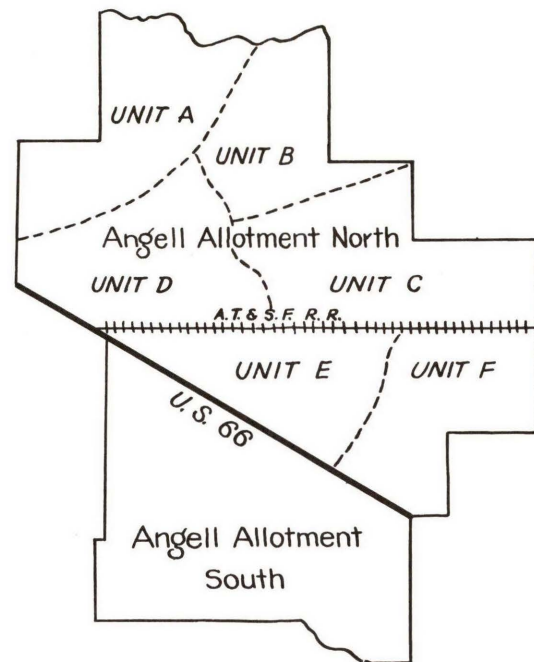 UNIT A
UNIT B
Angell Allotment North
UNIT D
UNIT C
A.T. & S.F. R.R.
UNIT E
UNIT F
U.S. 66
Angell Allotment
South